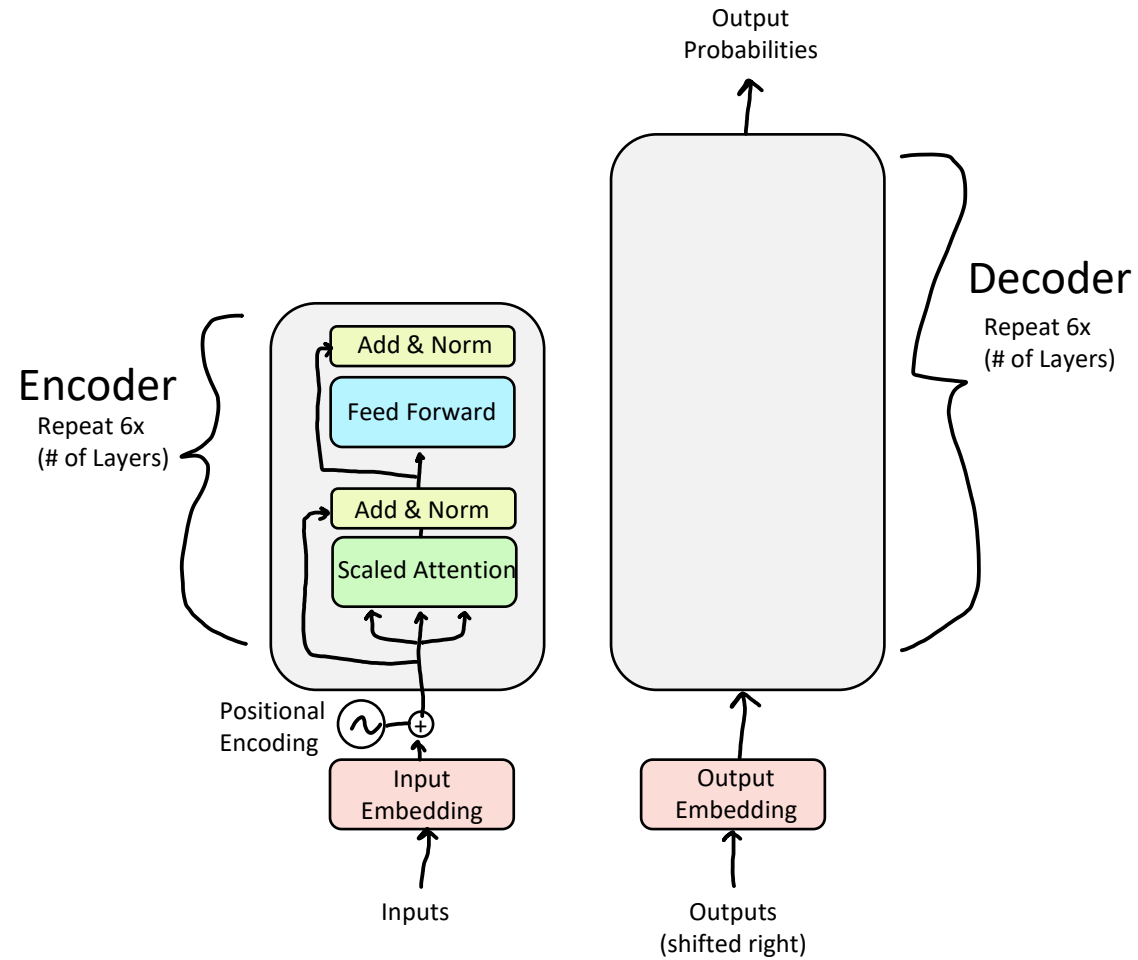 Output
Probabilities
Decoder
Repeat 6x
(# of Layers)
Encoder
Repeat 6x
(# of Layers)
Add & Norm
Feed Forward
Add & Norm
Scaled Attention
Positional
Encoding
+
Input
Embedding
Output
Embedding
Inputs
Outputs
(shifted right)